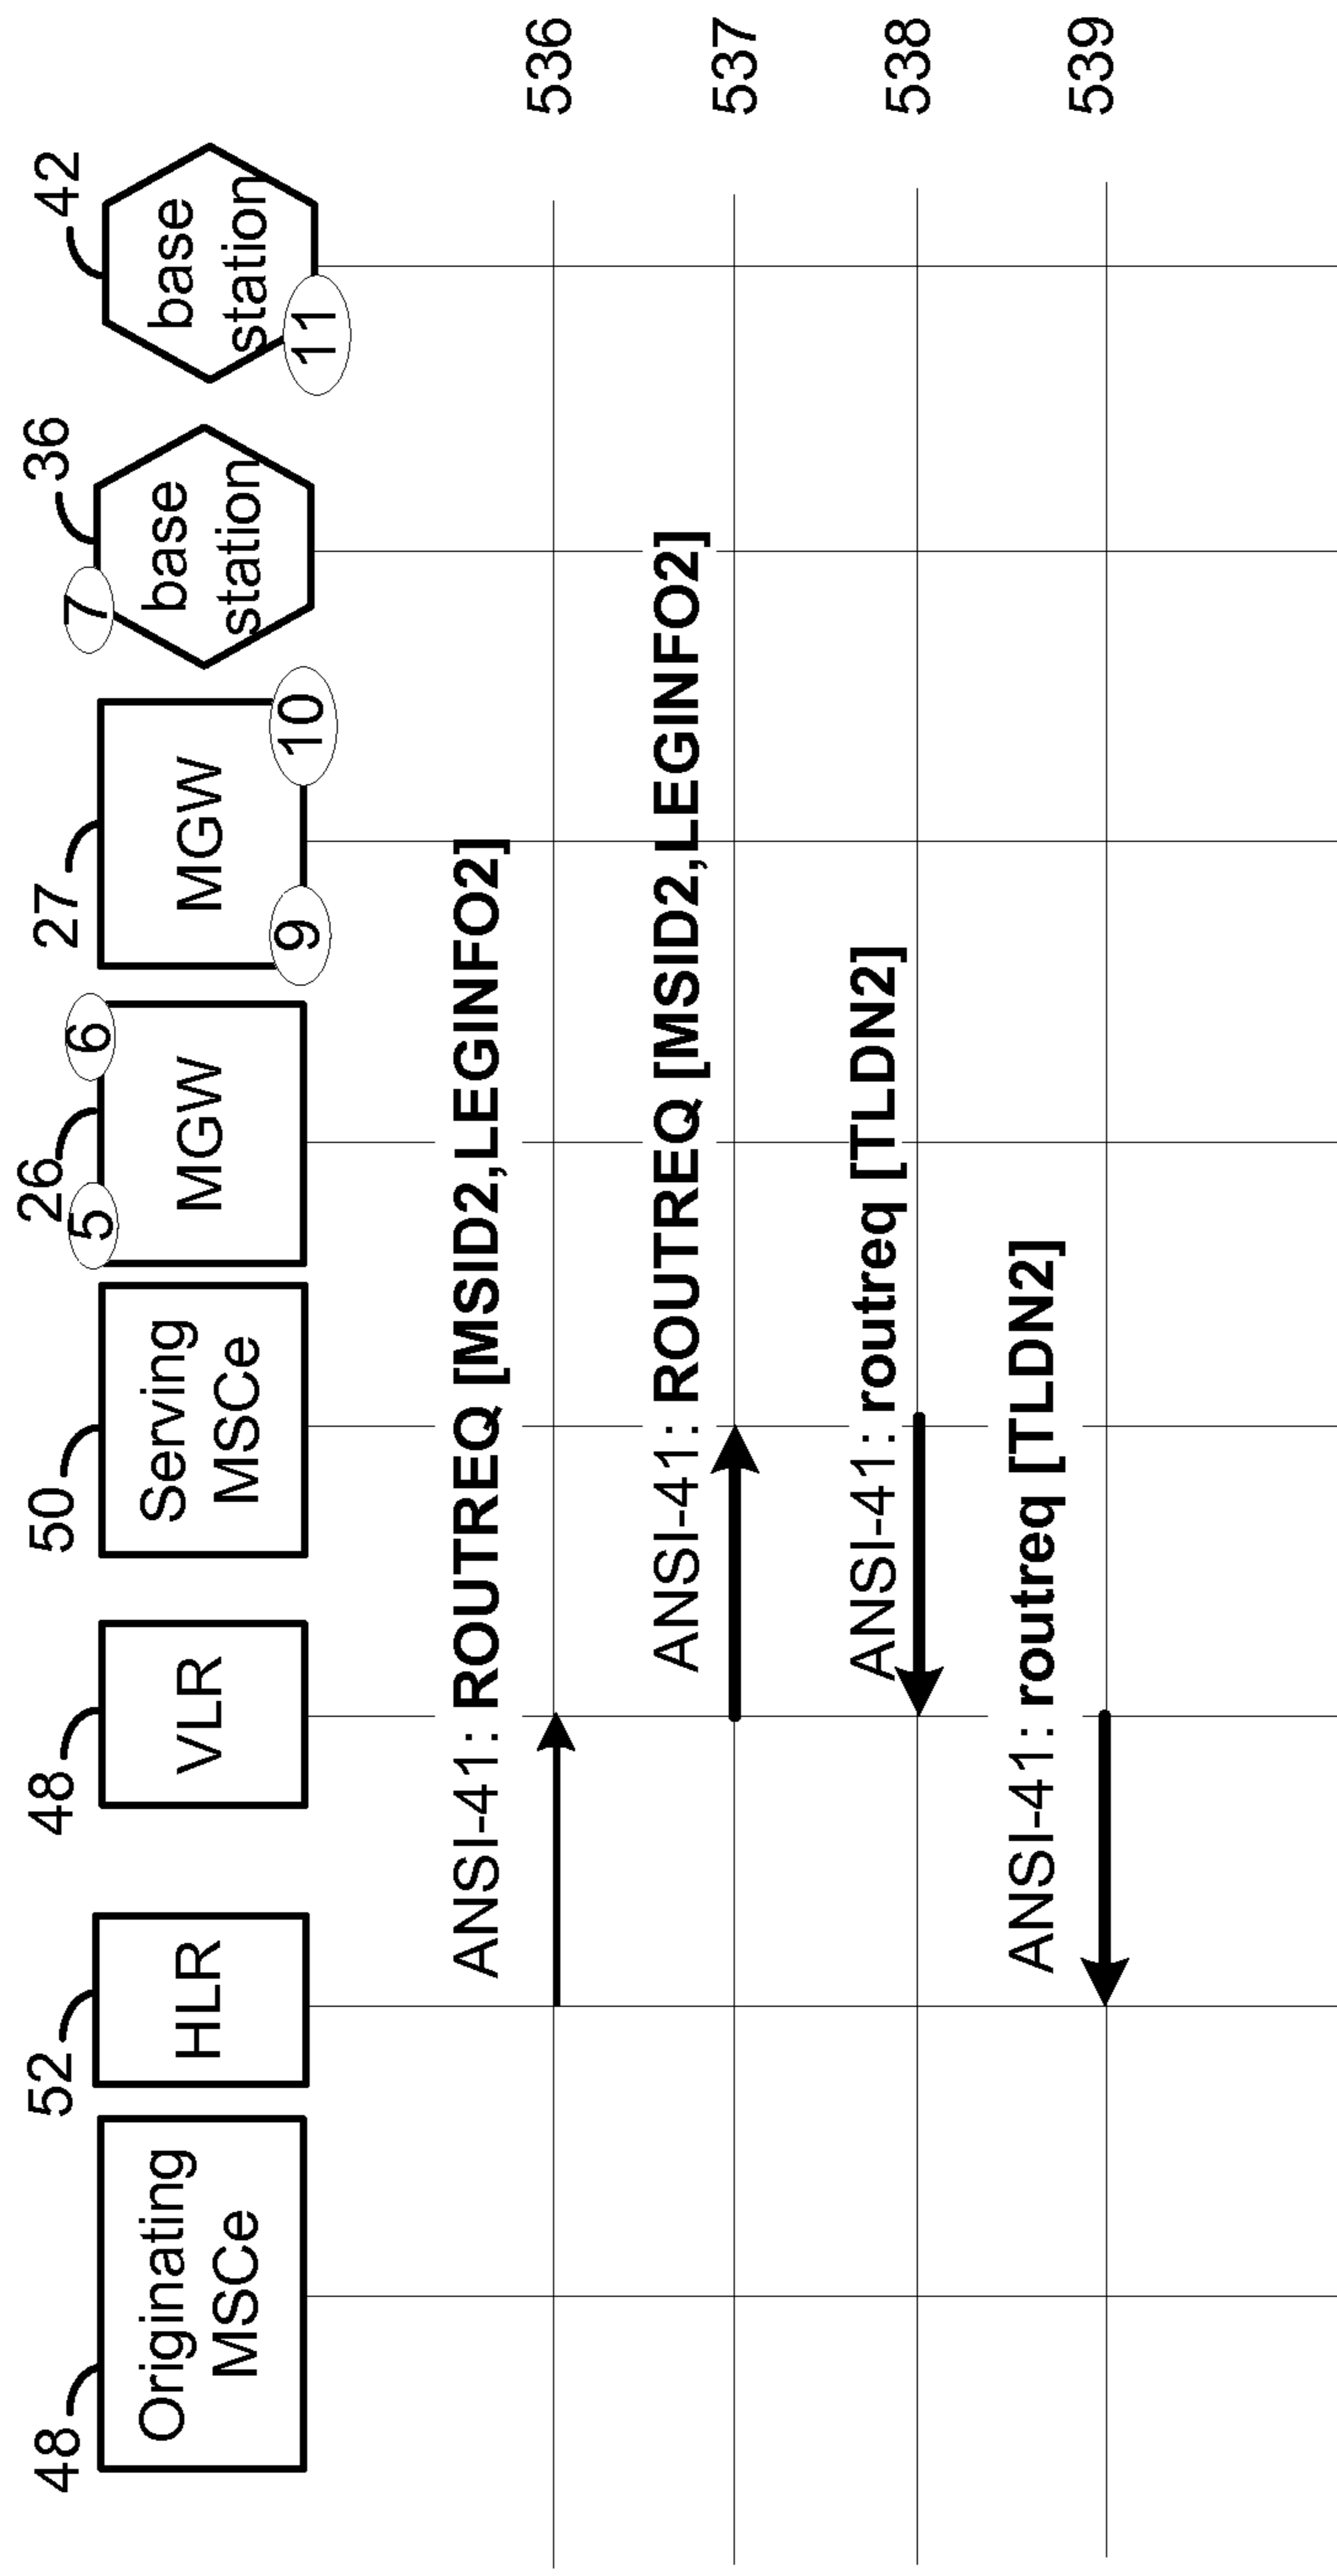 48
Originating
MSCe
52
HLR
48
VLR
50
Serving
MSCe
26
5
6
MGW
27
MGW
9
10
36
7
base
station
42
base
station
11
ANSI-41: ROUTREQ [MSID2,LEGINFO2]
536
ANSI-41: ROUTREQ [MSID2,LEGINFO2]
537
ANSI-41: routreq [TLDN2]
538
ANSI-41: routreq [TLDN2]
539